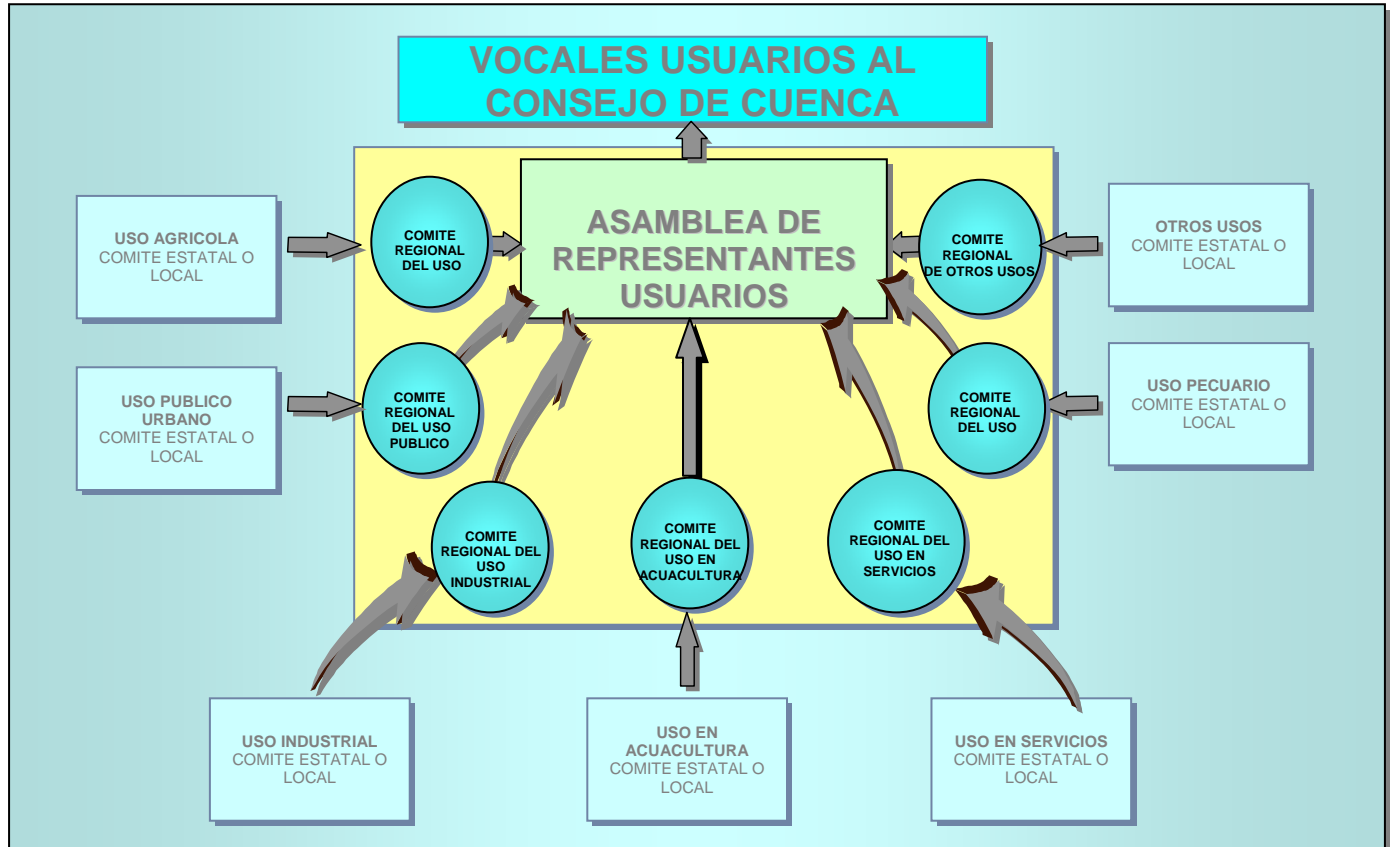 VOCALES USUARIOS AL
CONSEJO DE CUENCA
ASAMBLEA DE
REPRESENTANTES
USUARIOS
USO AGRICOLA
COMITE ESTATAL O
LOCAL
COMITE
REGIONAL
DEL USO
COMITE
REGIONAL
DE OTROS USOS
OTROS USOS
COMITE ESTATAL O
LOCAL
USO PUBLICO
URBANO
COMITE ESTATAL O
LOCAL
COMITE
REGIONAL
DEL USO
PUBLICO
COMITE
REGIONAL
DEL USO
USO PECUARIO
COMITE ESTATAL O
LOCAL
COMITE
REGIONAL DEL
USO
INDUSTRIAL
COMITE
REGIONAL DEL
USO EN
ACUACULTURA
COMITE
REGIONAL DEL
USO EN
SERVICIOS
USO INDUSTRIAL
COMITE ESTATAL O
LOCAL
USO EN
ACUACULTURA
COMITE ESTATAL O
LOCAL
USO EN SERVICIOS
COMITE ESTATAL O
LOCAL